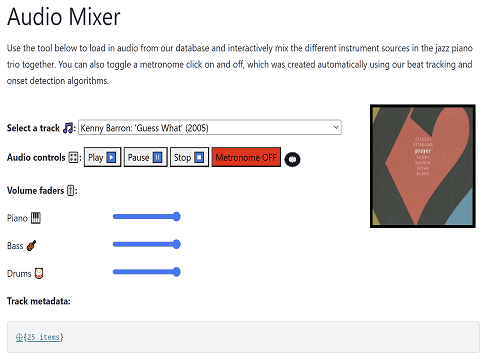 Audio Mixer
Use the tool below to load in audio from our database and interactively mix the different instrument sources in the jazz piano
trio together. You can also toggle a metronome click on and off, which was created automatically using our beat tracking and
onset detection algorithms.
Select a track 🎵: Kenny Barron: 'Guess What' (2005)
Audio controls 🎛: Play ▶ Pause ⏸ Stop ⏹ Metronome OFF
prayer
KENNY
BARRON
BRIAN
BLADE
Volume faders 🎚:
Piano 🎹
Bass 🎻
Drums 🥁
Track metadata:
⊕{25 items}